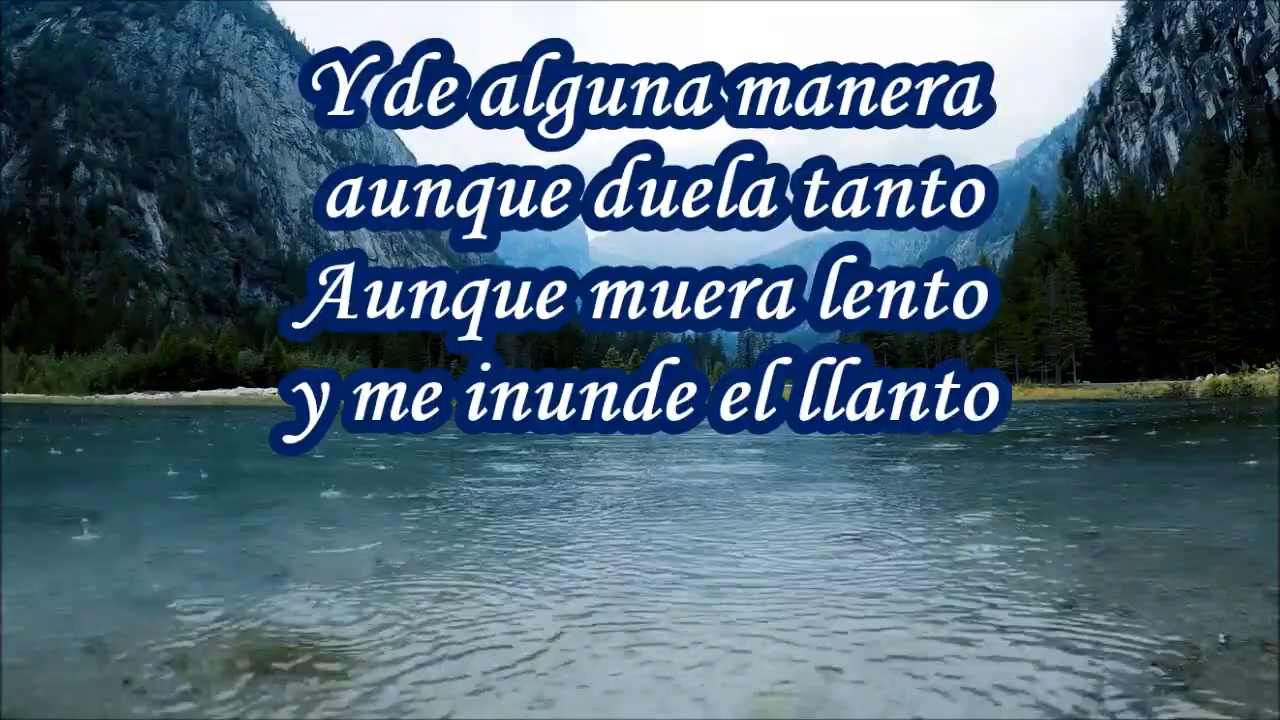 Y de alguna manera
aunque duela tanto
Aunque muera lento
y me inunde el llanto